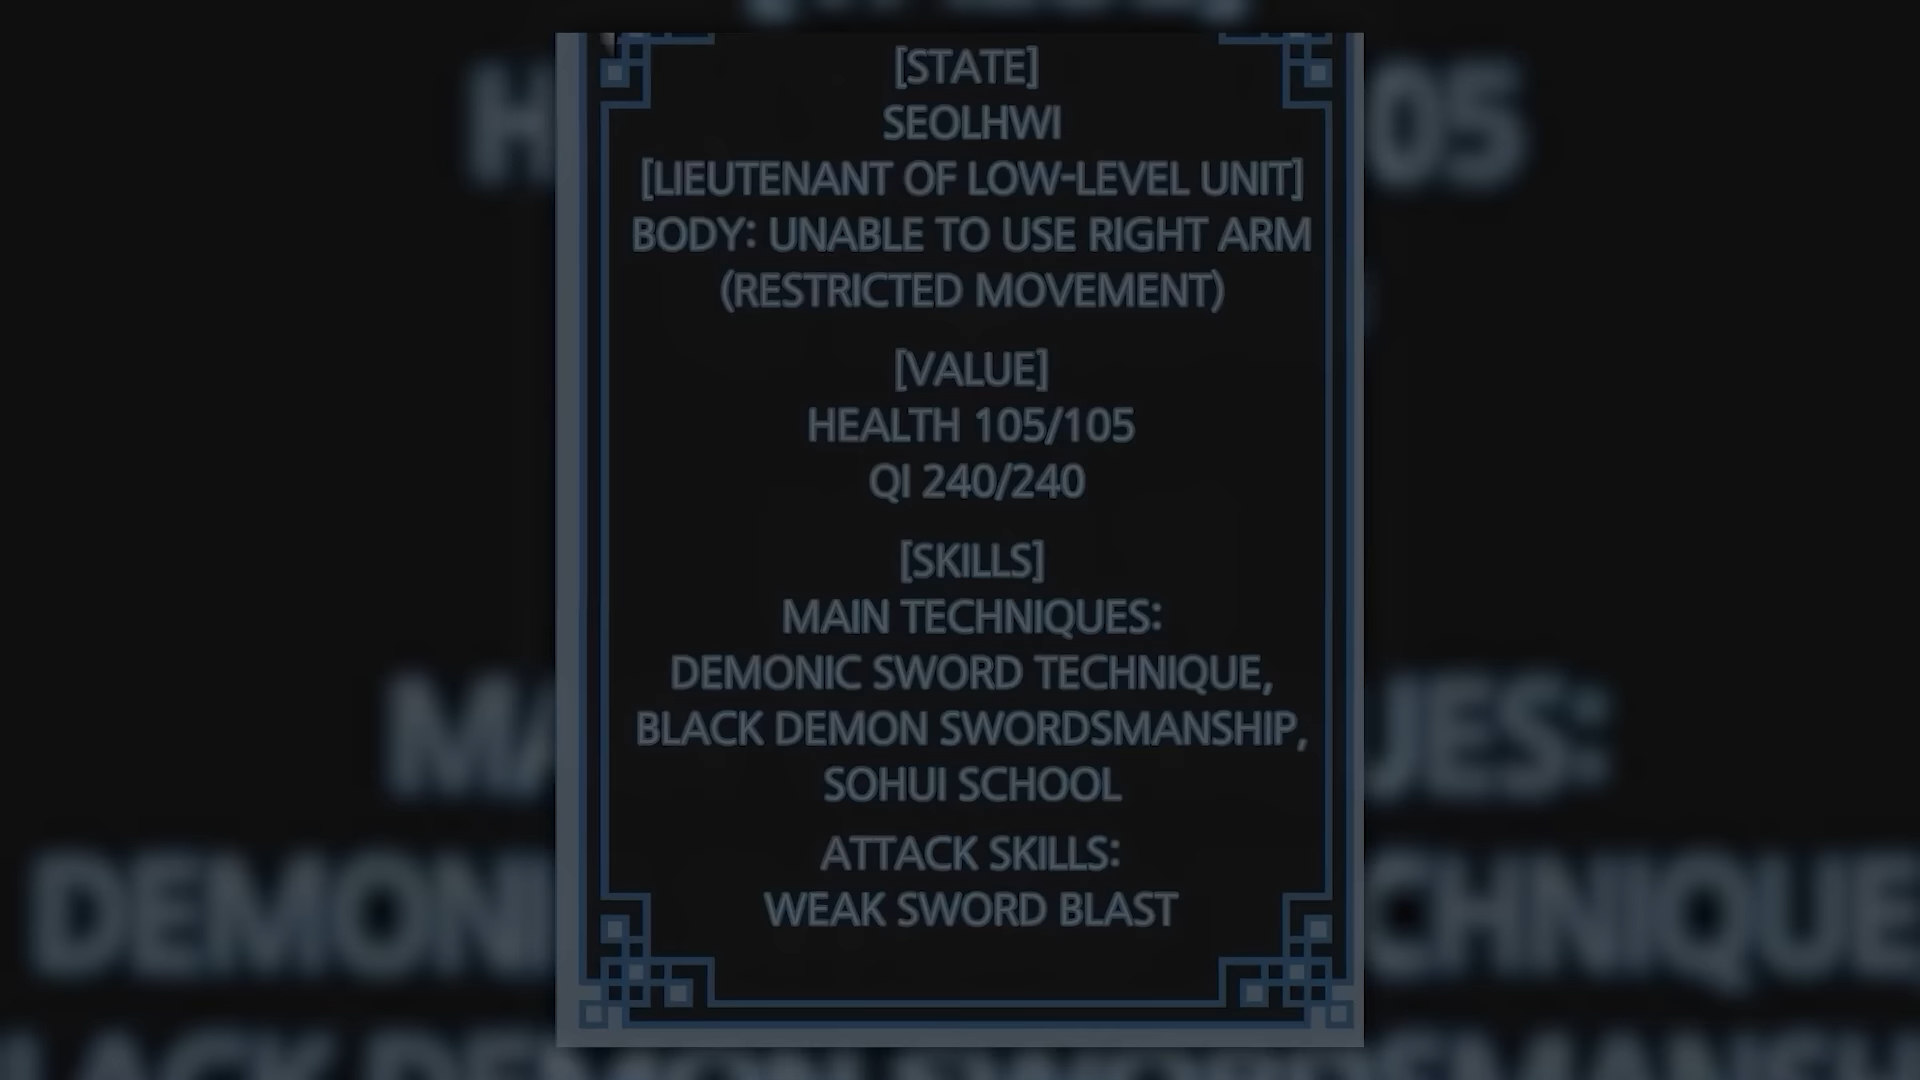 [STATE]
SEOLHWI
[LIEUTENANT OF LOW-LEVEL UNIT]
BODY: UNABLE TO USE RIGHT ARM
(RESTRICTED MOVEMENT)
[VALUE]
HEALTH 105/105
QI 240/240
[SKILLS]
MAIN TECHNIQUES:
DEMONIC SWORD TECHNIQUE,
BLACK DEMON SWORDSMANSHIP,
SOHUI SCHOOL
ATTACK SKILLS:
WEAK SWORD BLAST